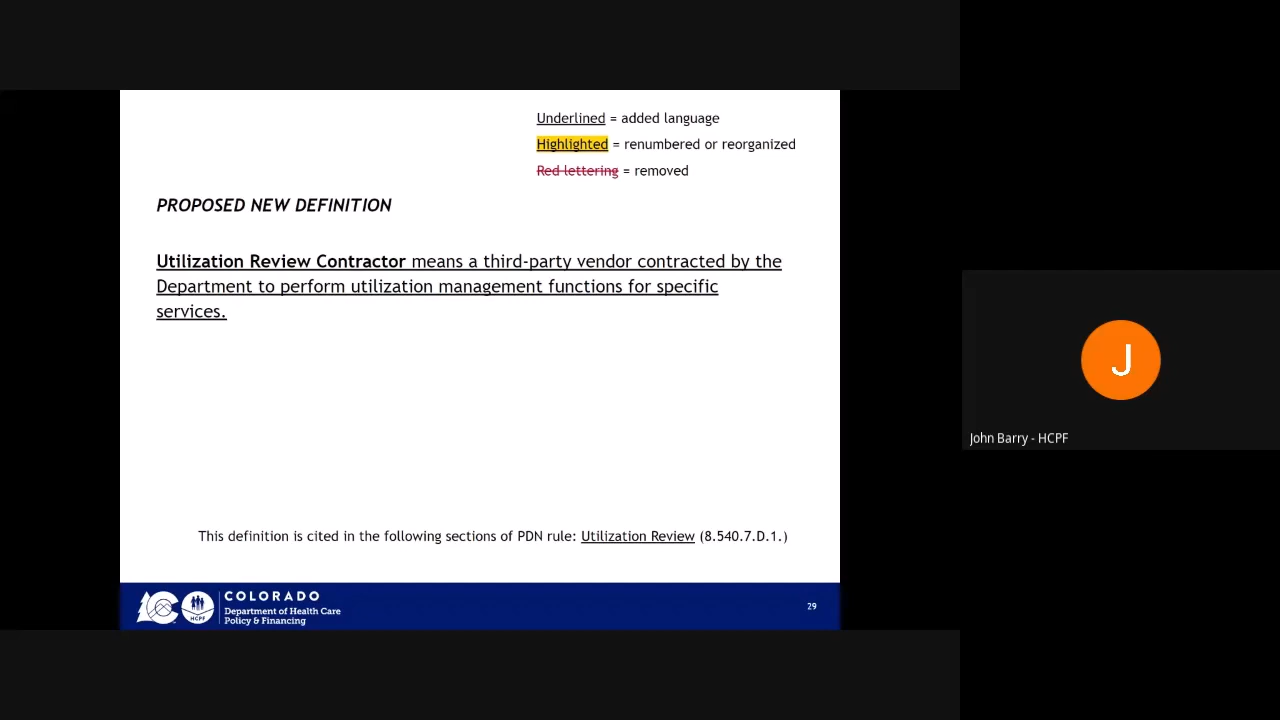 Underlined = added language
Highlighted = renumbered or reorganized
Red lettering = removed
PROPOSED NEW DEFINITION
Utilization Review Contractor means a third-party vendor contracted by the
Department to perform utilization management functions for specific
services.
This definition is cited in the following sections of PDN rule: Utilization Review (8.540.7.D.1.)
HCPF
COLORADO
Department of Health Care
Policy & Financing
29
J
John Barry - HCPF